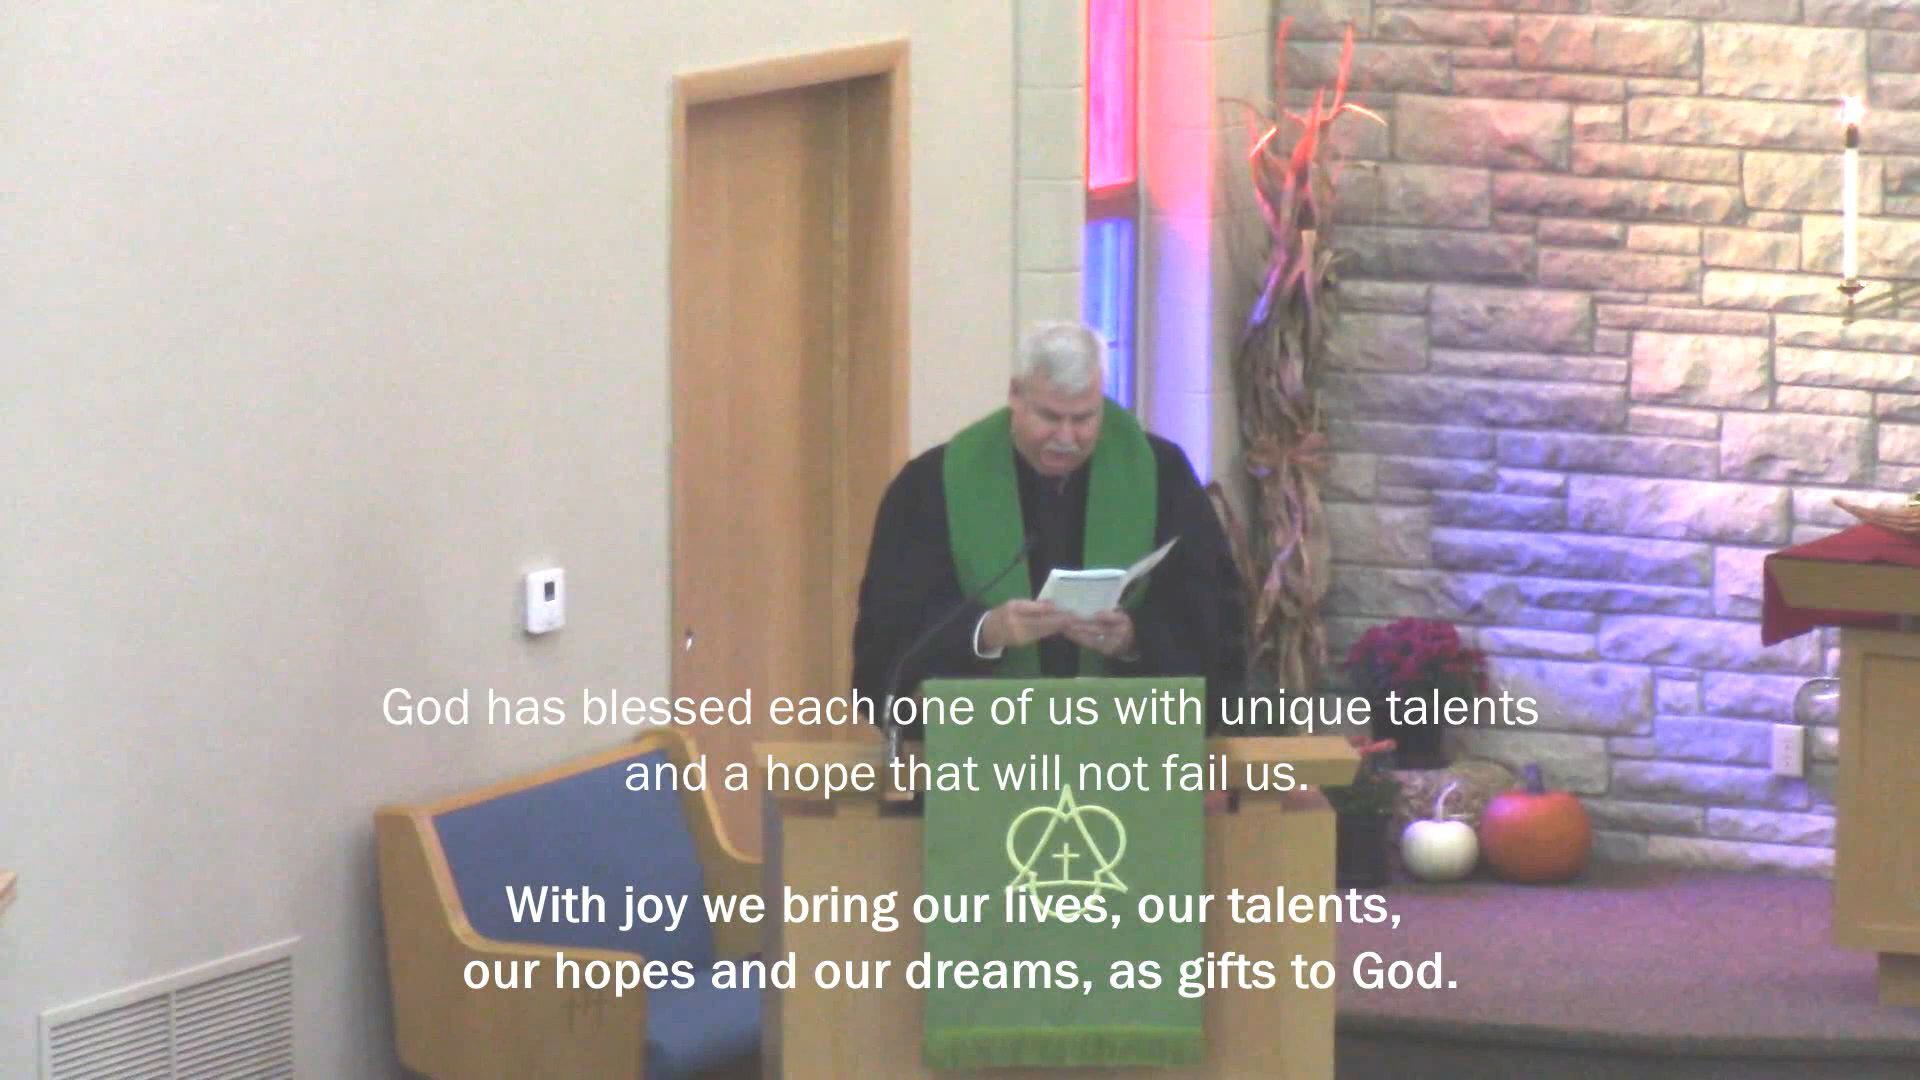 God has blessed each one of us with unique talents
and a hope that will not fail us.
With joy we bring our lives, our talents,
our hopes and our dreams, as gifts to God.